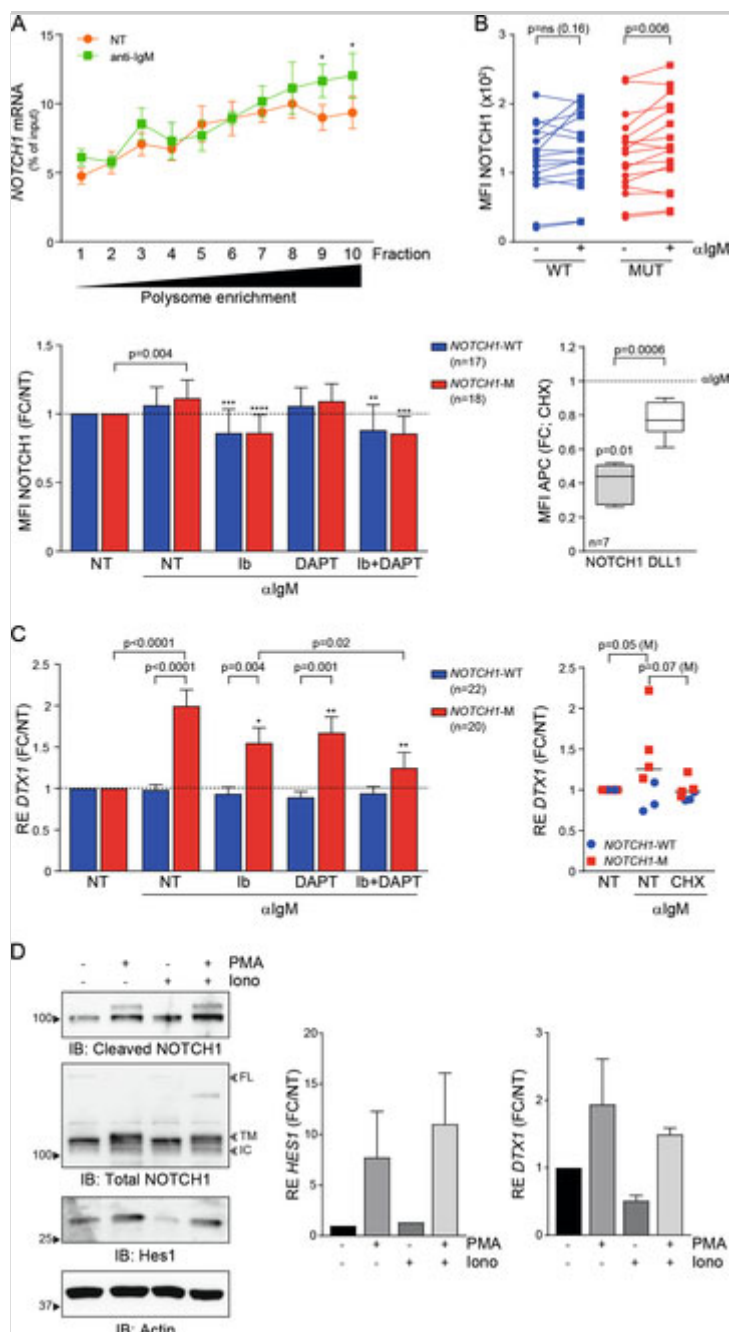 A
NT
anti-IgM
NOTCH1 mRNA
(% of input)
15
10
5
0
* *
1 2 3 4 5 6 7 8 9 10 Fraction
Polysome enrichment
B
p=ns (0.16) p=0.006
MFI NOTCH1 (x10²)
3
2
1
0
- + - + αIgM
WT MUT
MFI NOTCH1 (FC/NT)
1.5
1
0.5
0
p=0.004
*** **** ** ***
NOTCH1-WT
(n=17)
NOTCH1-M
(n=18)
NT NT Ib DAPT Ib+DAPT
αIgM
p=0.0006
αIgM
MFI APC (FC; CHX)
1
0.8
0.6
0.4
0.2
0
p=0.01
n=7
NOTCH1 DLL1
C
p<0.0001 p=0.02
p<0.0001 p=0.004 p=0.001
NOTCH1-WT
(n=22)
NOTCH1-M
(n=20)
RE DTX1 (FC/NT)
2.5
2
1.5
1
0.5
0
* ** **
NT NT Ib DAPT Ib+DAPT
αIgM
p=0.05 (M)
p=0.07 (M)
RE DTX1 (FC/NT)
2.5
2
1.5
1
0.5
0
NOTCH1-WT
NOTCH1-M
NT NT CHX
αIgM
D
- + - + PMA
- - + + Iono
100
IB: Cleaved NOTCH1
FL
TM
IC
100
IB: Total NOTCH1
25
IB: Hes1
37
IB: Actin
RE HES1 (FC/NT)
20
15
10
5
0
- + - + PMA
- - + + Iono
RE DTX1 (FC/NT)
3
2
1
0
- + - + PMA
- - + + Iono